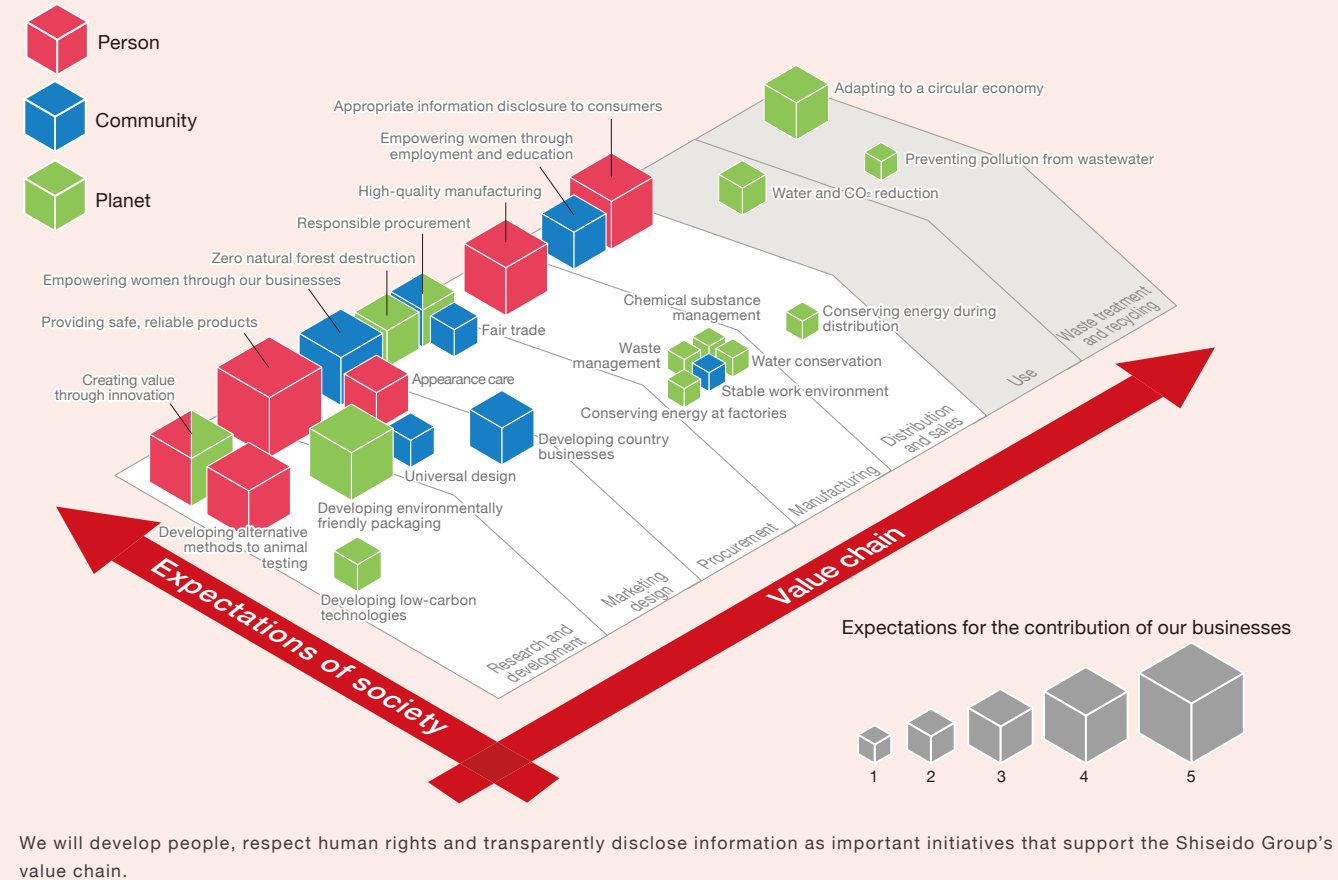 Person
Community
Planet
Adapting to a circular economy
Appropriate information disclosure to consumers
Empowering women through
employment and education
Preventing pollution from wastewater
High-quality manufacturing
Water and CO₂ reduction
Responsible procurement
Zero natural forest destruction
Empowering women through our businesses
Chemical substance
management
Conserving energy during
distribution
Providing safe, reliable products
Fair trade
Waste
management
Water conservation
Appearance care
Stable work environment
Creating value
through innovation
Conserving energy at factories
Developing country
businesses
Universal design
Developing environmentally
friendly packaging
Developing alternative
methods to animal
testing
Developing low-carbon
technologies
Research and
development
Marketing
design
Procurement
Manufacturing
Distribution
and sales
Use
Waste treatment
and recycling
Expectations of society
Value chain
Expectations for the contribution of our businesses
1 2 3 4 5
We will develop people, respect human rights and transparently disclose information as important initiatives that support the Shiseido Group's
value chain.